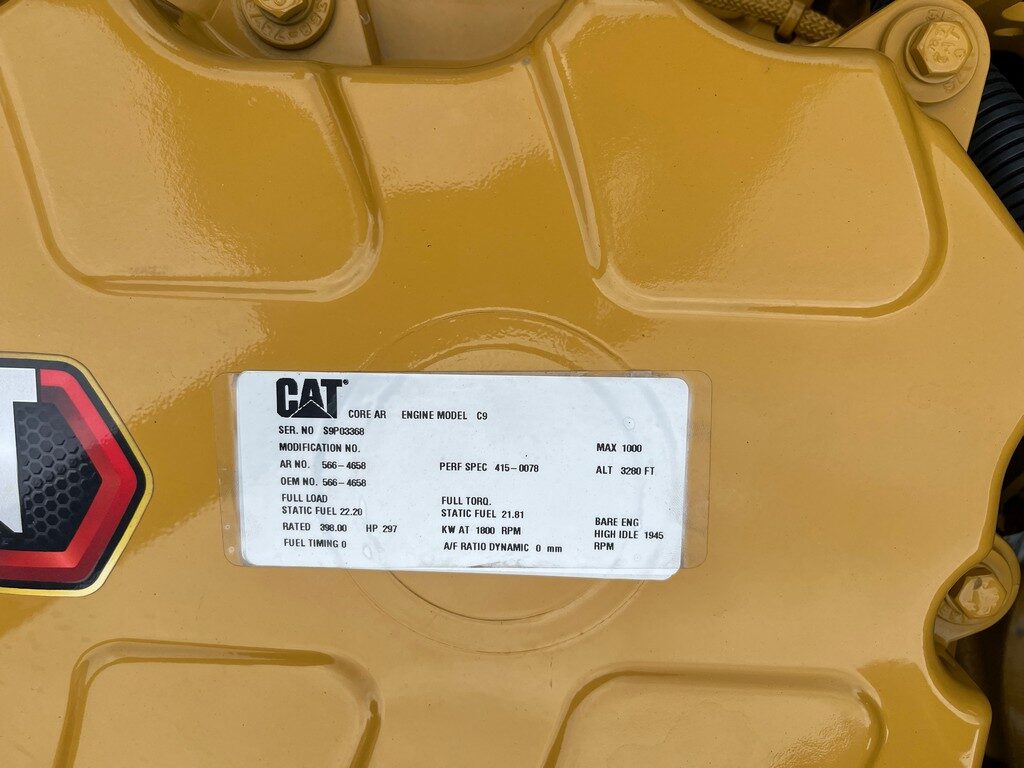 CAT®
CORE AR ENGINE MODEL C9
SER. NO S9P03368
MODIFICATION NO. MAX 1000
AR NO. 566-4658 PERF SPEC 415-0078 ALT 3280 FT
OEM NO. 566-4658
FULL LOAD FULL TORQ.
STATIC FUEL 22.20 STATIC FUEL 21.81 BARE ENG
RATED 398.00 HP 297 KW AT 1800 RPM HIGH IDLE 1945
FUEL TIMING 0 A/F RATIO DYNAMIC 0 mm RPM